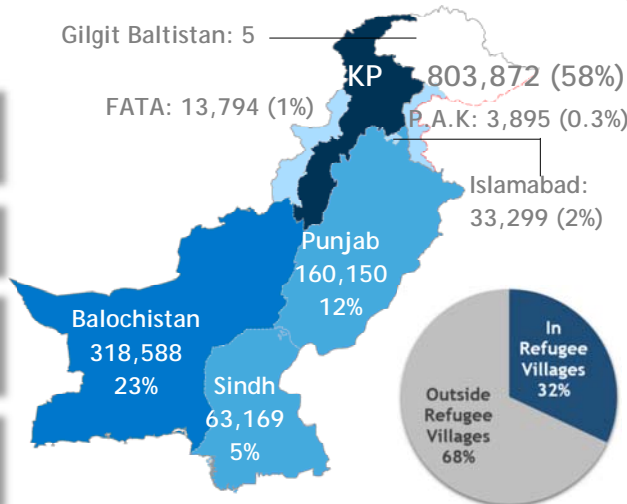 Gilgit Baltistan: 5
KP 803,872 (58%)
FATA: 13,794 (1%)
P.A.K: 3,895 (0.3%)
Islamabad:
33,299 (2%)
Punjab
160,150
12%
Balochistan
318,588
23%
Sindh
63,169
5%
In
Refugee
Villages
32%
Outside
Refugee
Villages
68%